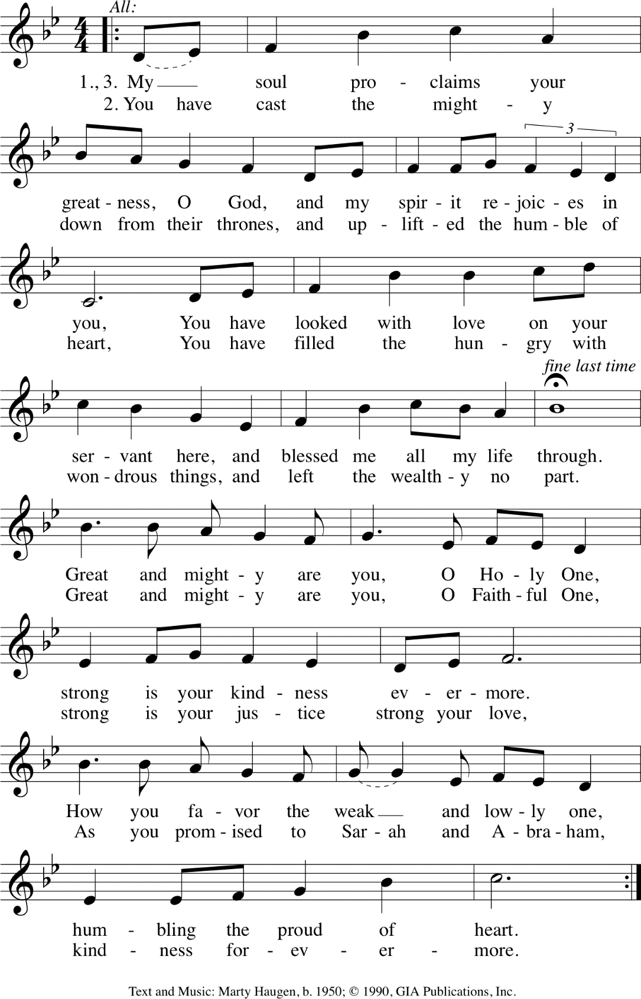 All:
1., 3. My ____ soul pro - claims your
2. You have cast the might - y
3
great - ness, O God, and my spir - it re - joic - es in
down from their thrones, and up - lift - ed the hum - ble of
you, You have looked with love on your
heart, You have filled the hun - gry with
fine last time
ser - vant here, and blessed me all my life through.
won - drous things, and left the wealth - y no part.
Great and might - y are you, O Ho - ly One,
Great and might - y are you, O Faith - ful One,
strong is your kind - ness ev - er - more.
strong is your jus - tice strong your love,
How you fa - vor the weak ___ and low - ly one,
As you prom - ised to Sar - ah and A - bra - ham,
hum - bling the proud of heart.
kind - ness for - ev - er - more.
Text and Music: Marty Haugen, b. 1950; © 1990, GIA Publications, Inc.